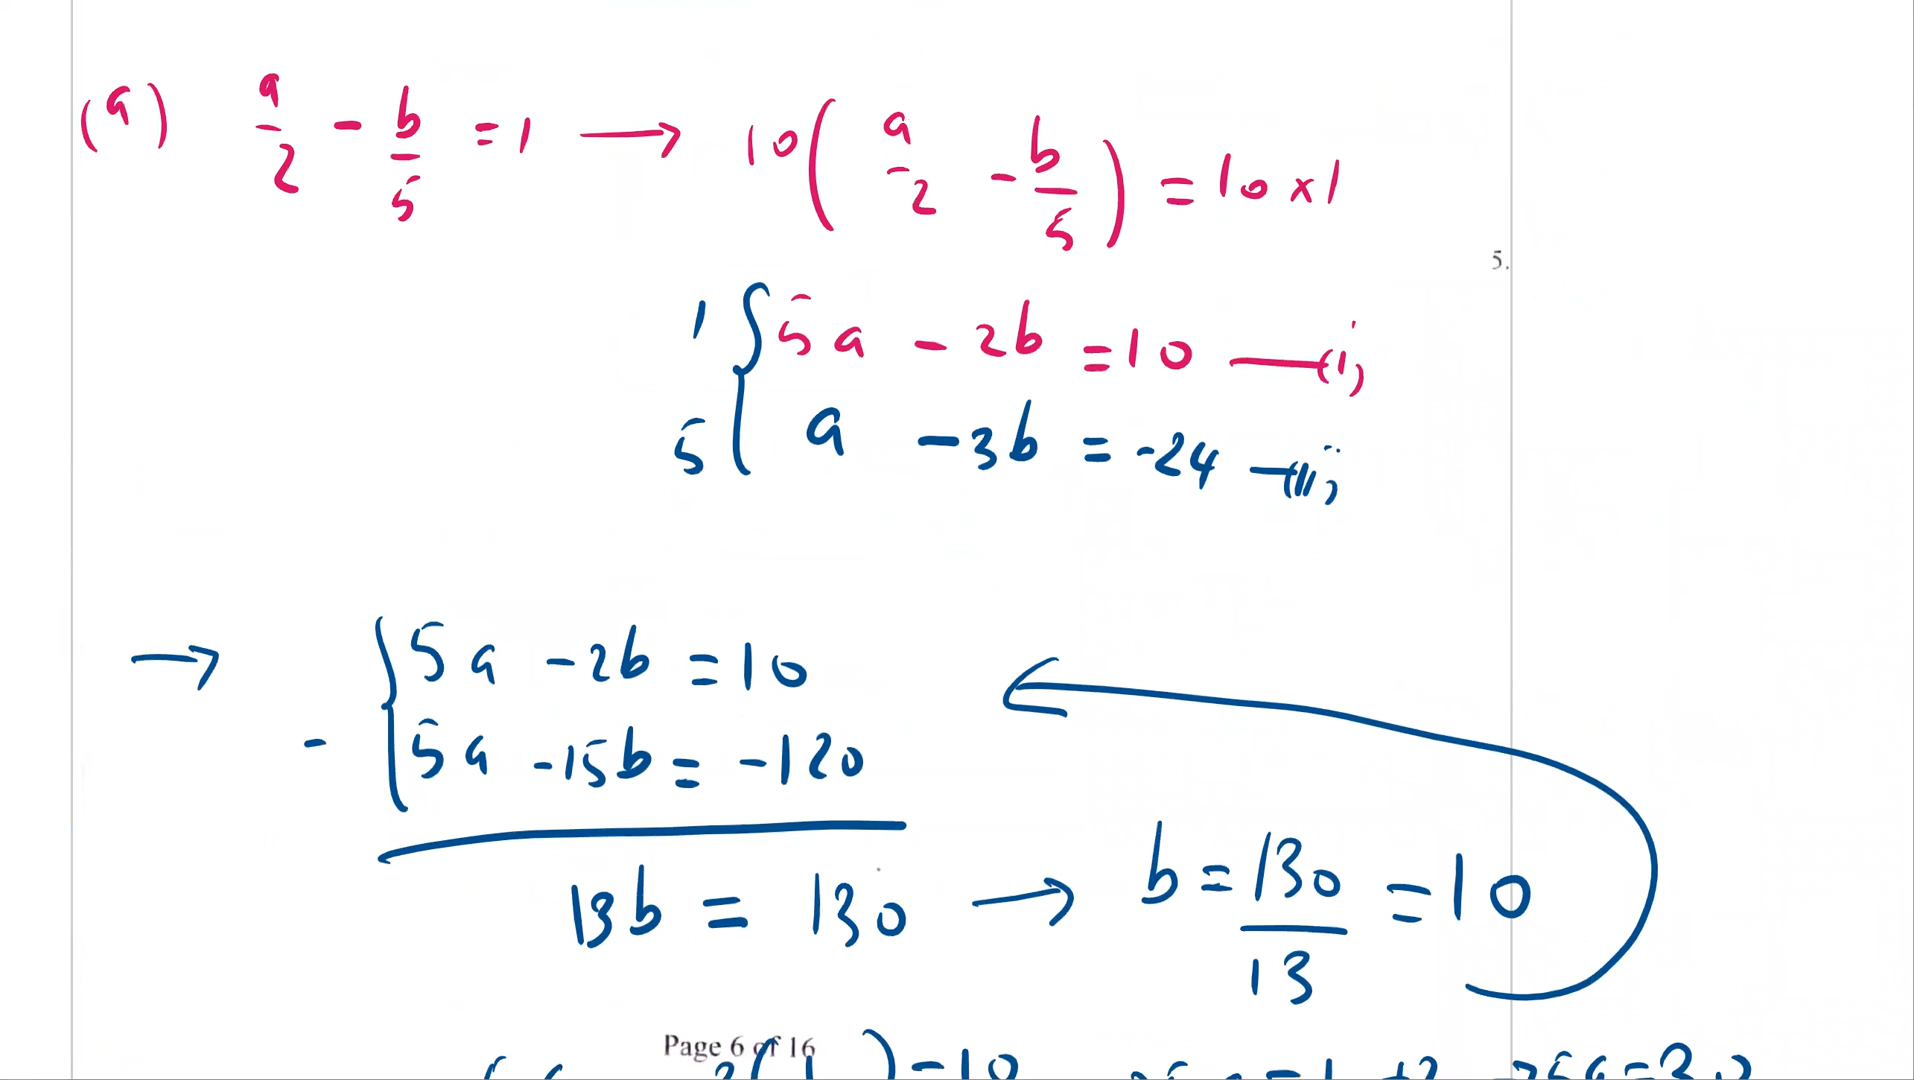 (a) a/2 - b/5 = 1 → 10(a/2 - b/5) = 10 x 1
5.
1 { 5a - 2b = 10 — (i)
5 { a - 3b = -24 — (ii)
→ { 5a - 2b = 10
- { 5a - 15b = -120
13b = 130 → b = 130/13 = 10
Page 6 of 16